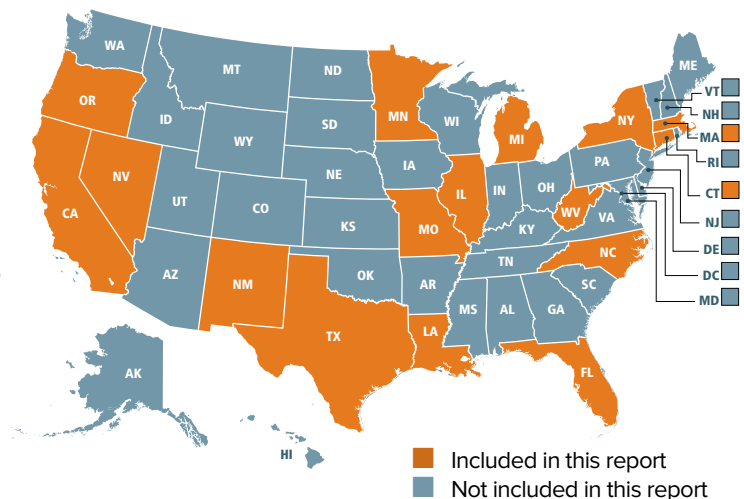 WA
MT
ND
ME
OR
MN
VT
ID
SD
WI
NH
WY
MI
NY
MA
IA
PA
RI
NV
NE
IL
IN
OH
CT
CA
UT
CO
WV
VA
NJ
KS
MO
KY
DE
NC
TN
DC
AZ
NM
OK
AR
SC
MD
MS
AL
GA
TX
LA
FL
AK
HI
Included in this report
Not included in this report